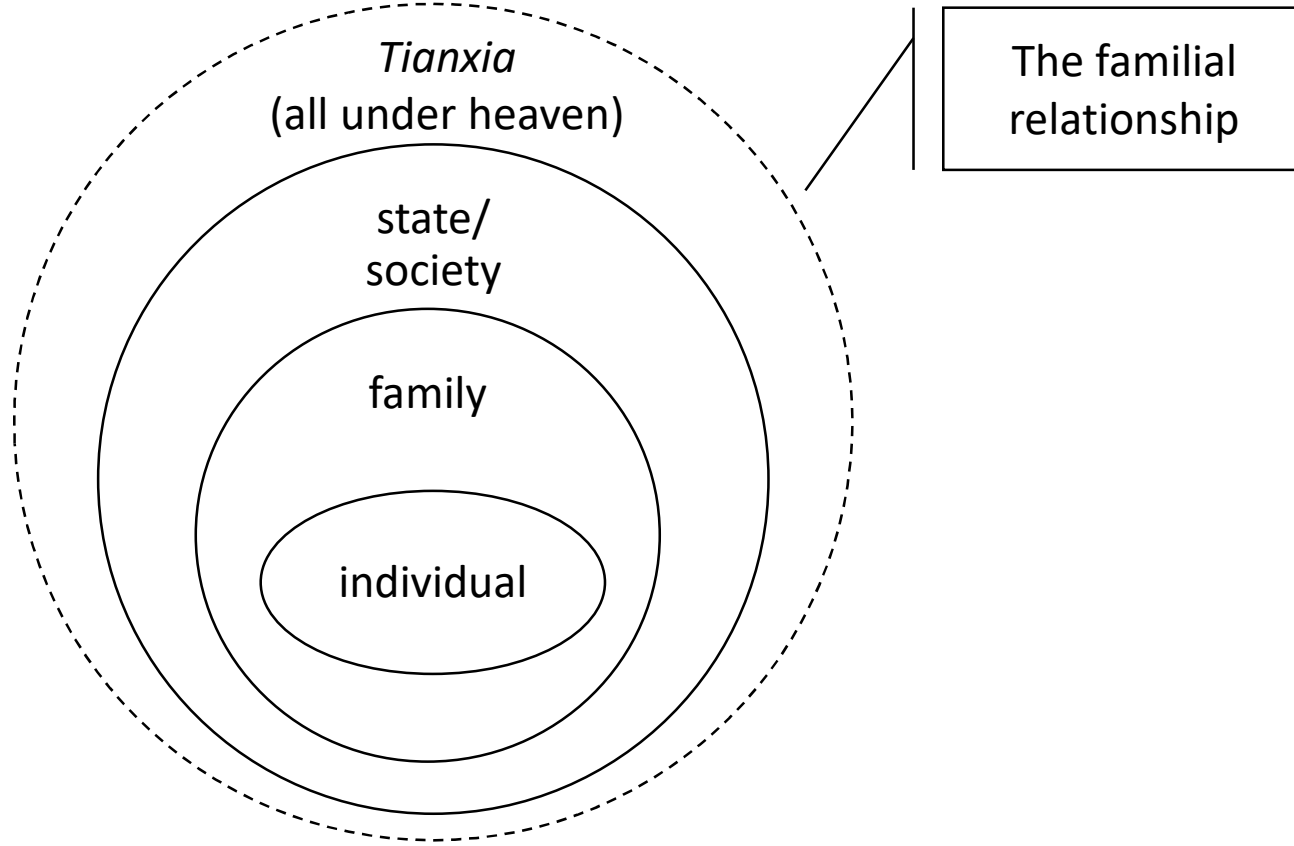 Tianxia
(all under heaven)
state/
society
family
individual
The familial
relationship